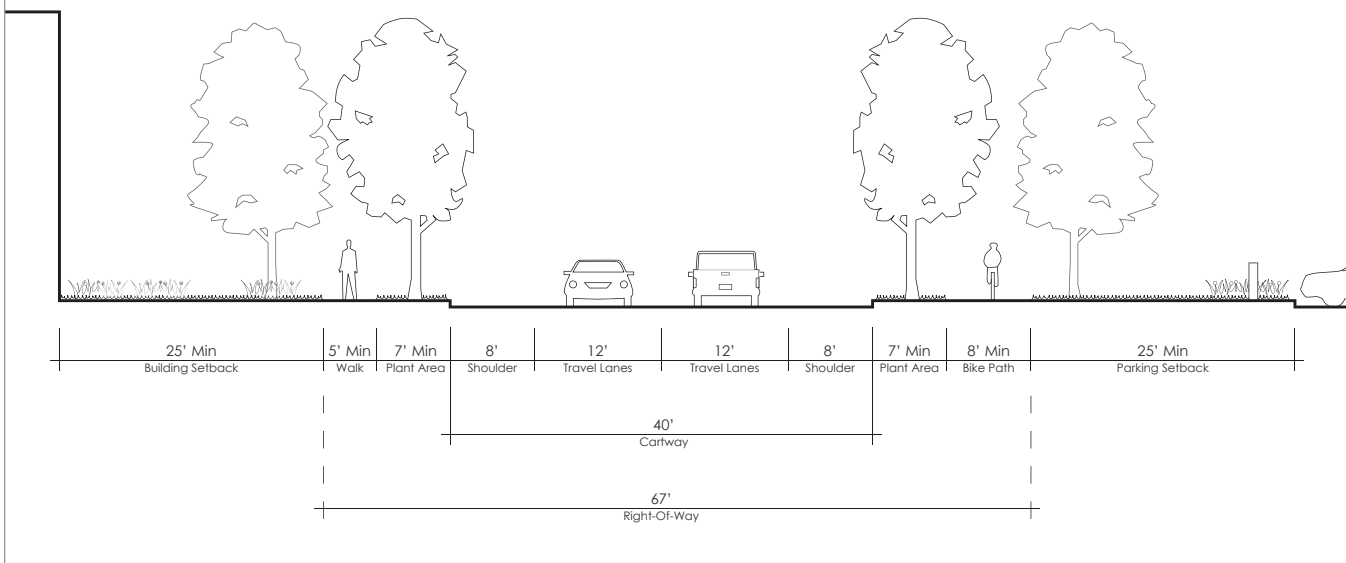 25’ Min
Building Setback
5’ Min
Walk
7’ Min
Plant Area
8’
Shoulder
12’
Travel Lanes
12’
Travel Lanes
8’
Shoulder
7’ Min
Plant Area
8’ Min
Bike Path
25’ Min
Parking Setback
40’
Cartway
67’
Right-Of-Way